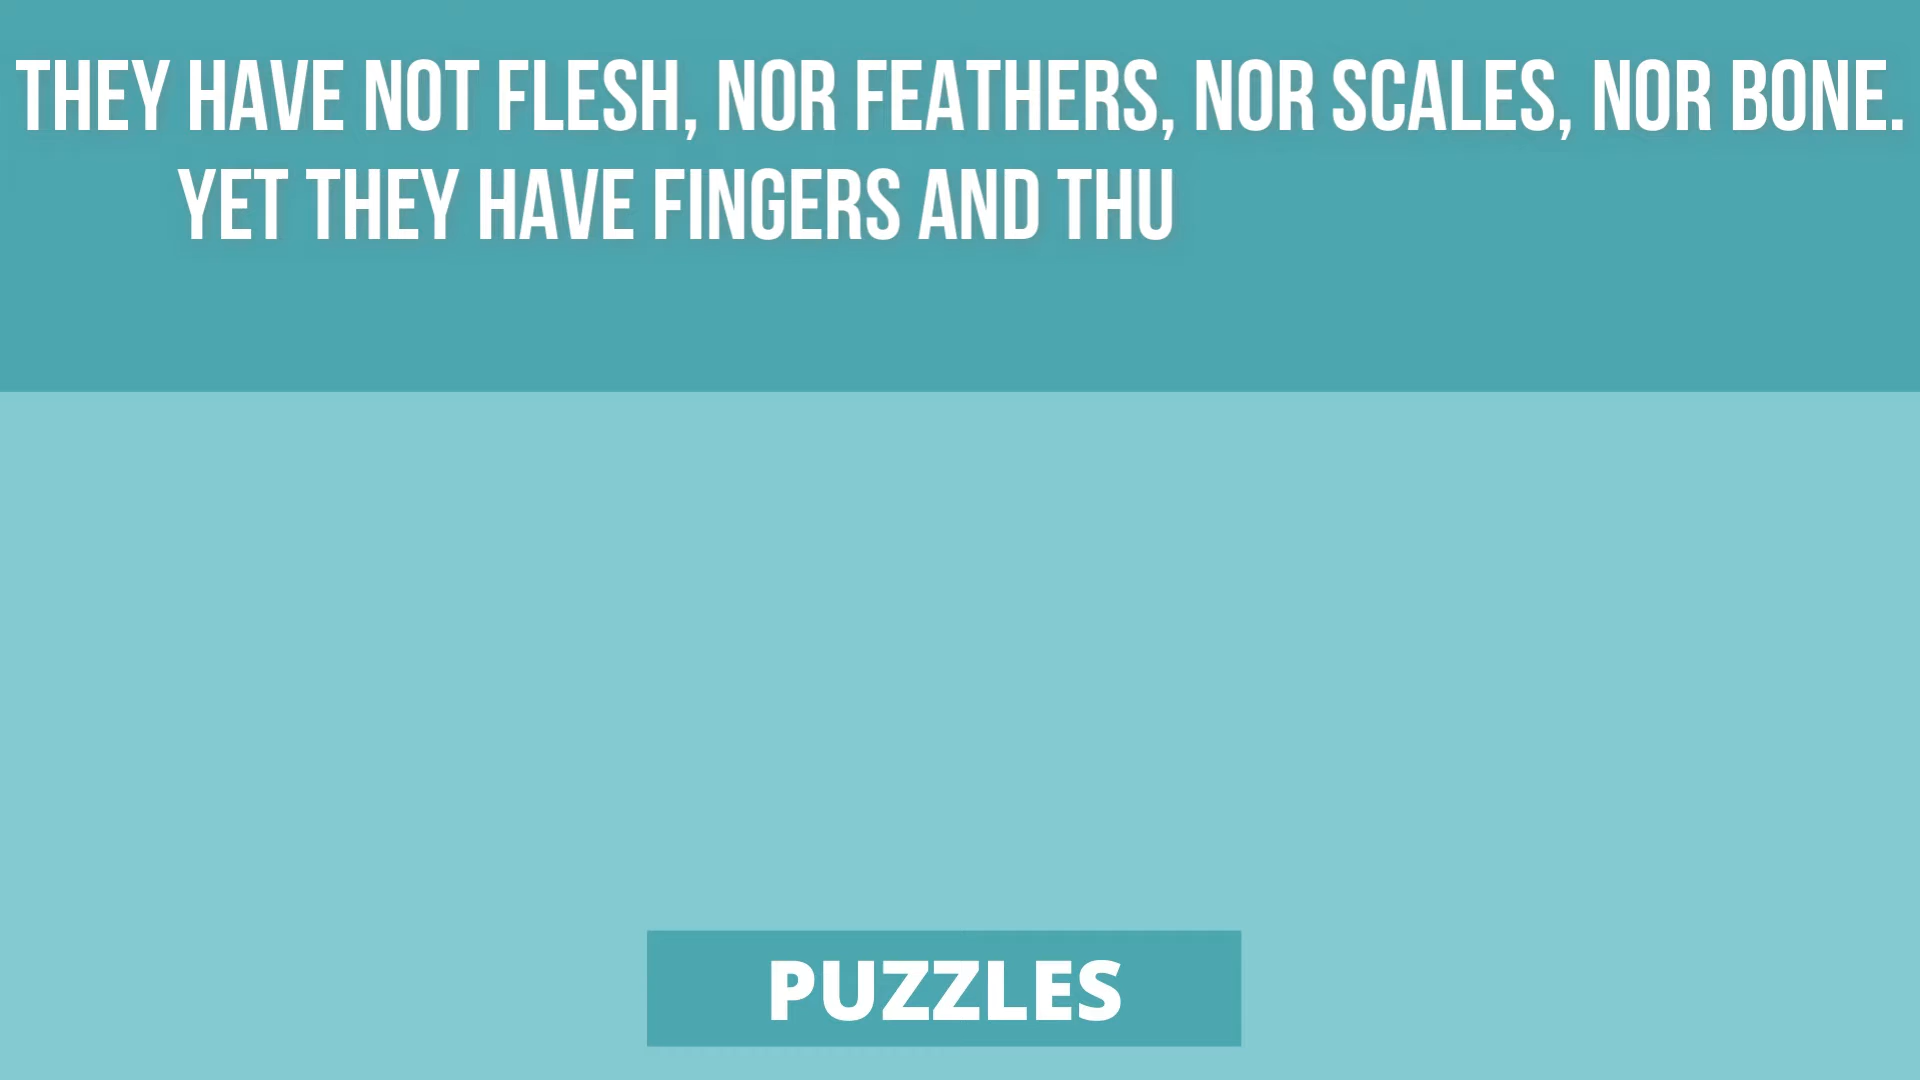 THEY HAVE NOT FLESH, NOR FEATHERS, NOR SCALES, NOR BONE.
YET THEY HAVE FINGERS AND THU
PUZZLES